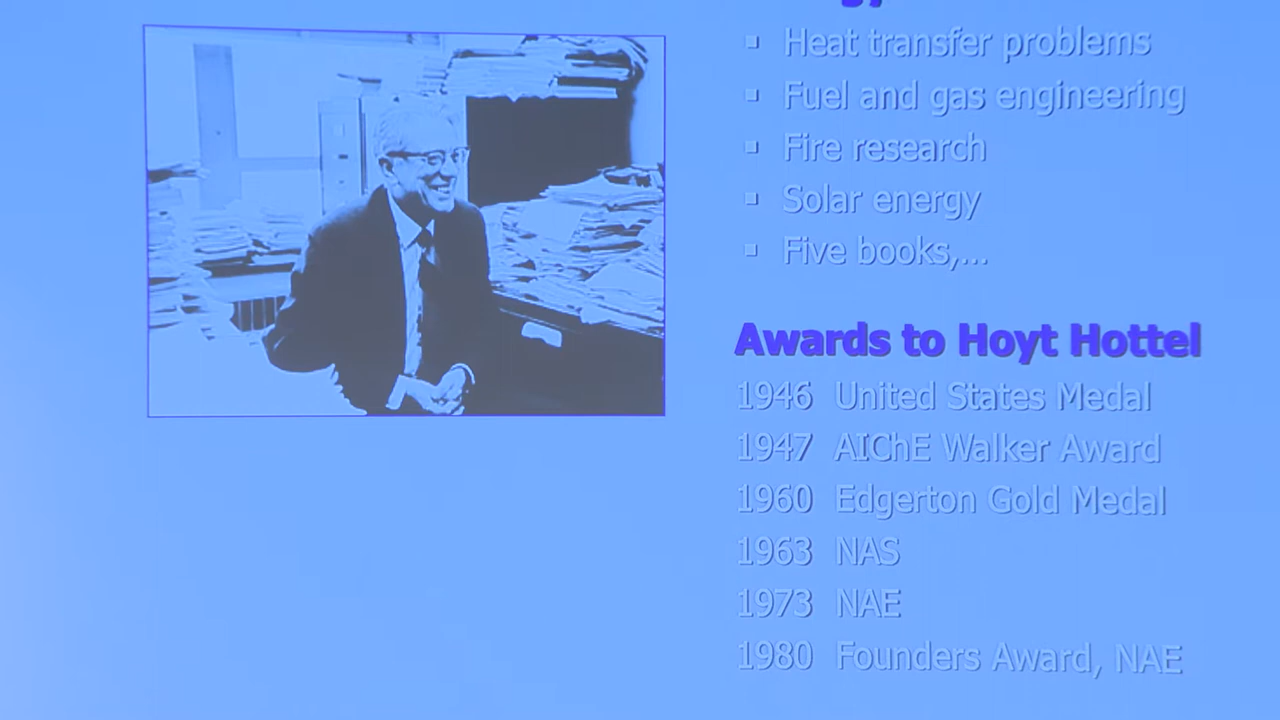 ▪ Heat transfer problems
▪ Fuel and gas engineering
▪ Fire research
▪ Solar energy
▪ Five books,...
Awards to Hoyt Hottel
1946 United States Medal
1947 AIChE Walker Award
1960 Edgerton Gold Medal
1963 NAS
1973 NAE
1980 Founders Award, NAE